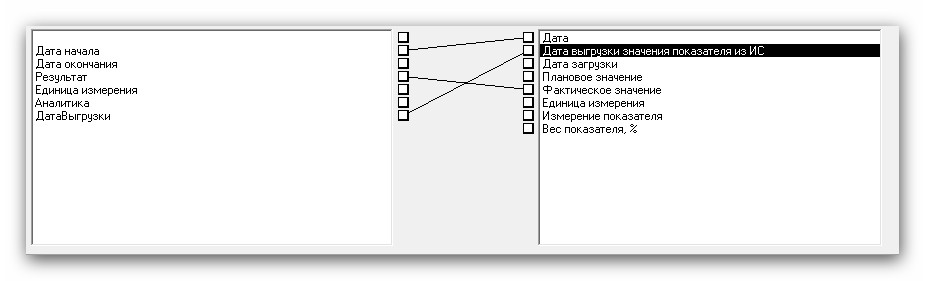 Дата начала
Дата окончания
Результат
Единица измерения
Аналитика
ДатаВыгрузки
Дата
Дата выгрузки значения показателя из ИС
Дата загрузки
Плановое значение
Фактическое значение
Единица измерения
Измерение показателя
Вес показателя, %